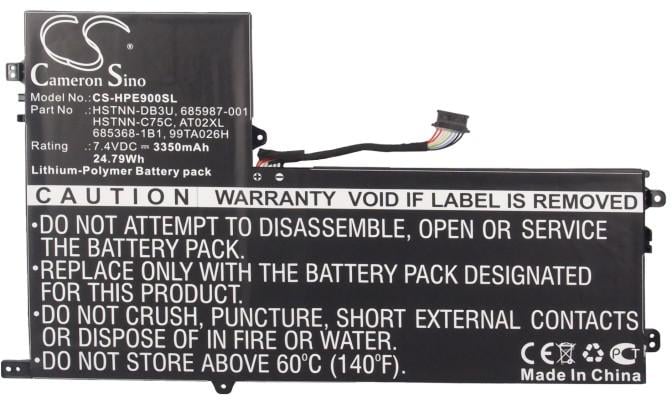 CS
Cameron Sino
Model No.: CS-HPE900SL
Part No : HSTNN-DB3U, 685987-001
HSTNN-C75C, AT02XL
685368-1B1, 99TA026H
Rating : 7.4VDC ⎓ 3350mAh
24.79Wh
Lithium-Polymer Battery pack
CAUTION WARRANTY VOID IF LABEL IS REMOVED
•DO NOT ATTEMPT TO DISASSEMBLE, OPEN OR SERVICE
THE BATTERY PACK.
•REPLACE ONLY WITH THE BATTERY PACK DESIGNATED
FOR THIS PRODUCT.
•DO NOT CRUSH, PUNCTURE, SHORT EXTERNAL CONTACTS
OR DISPOSE OF IN FIRE OR WATER.
•DO NOT STORE ABOVE 60°C (140°F).
CE PCT
Made In China